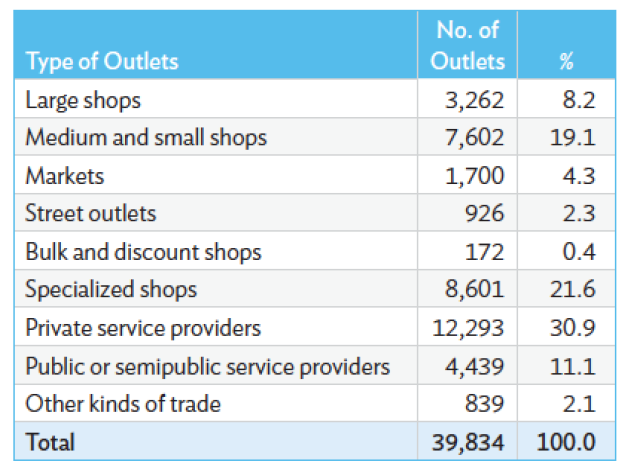 Type of Outlets No. of Outlets %
Large shops 3,262 8.2
Medium and small shops 7,602 19.1
Markets 1,700 4.3
Street outlets 926 2.3
Bulk and discount shops 172 0.4
Specialized shops 8,601 21.6
Private service providers 12,293 30.9
Public or semipublic service providers 4,439 11.1
Other kinds of trade 839 2.1
Total 39,834 100.0